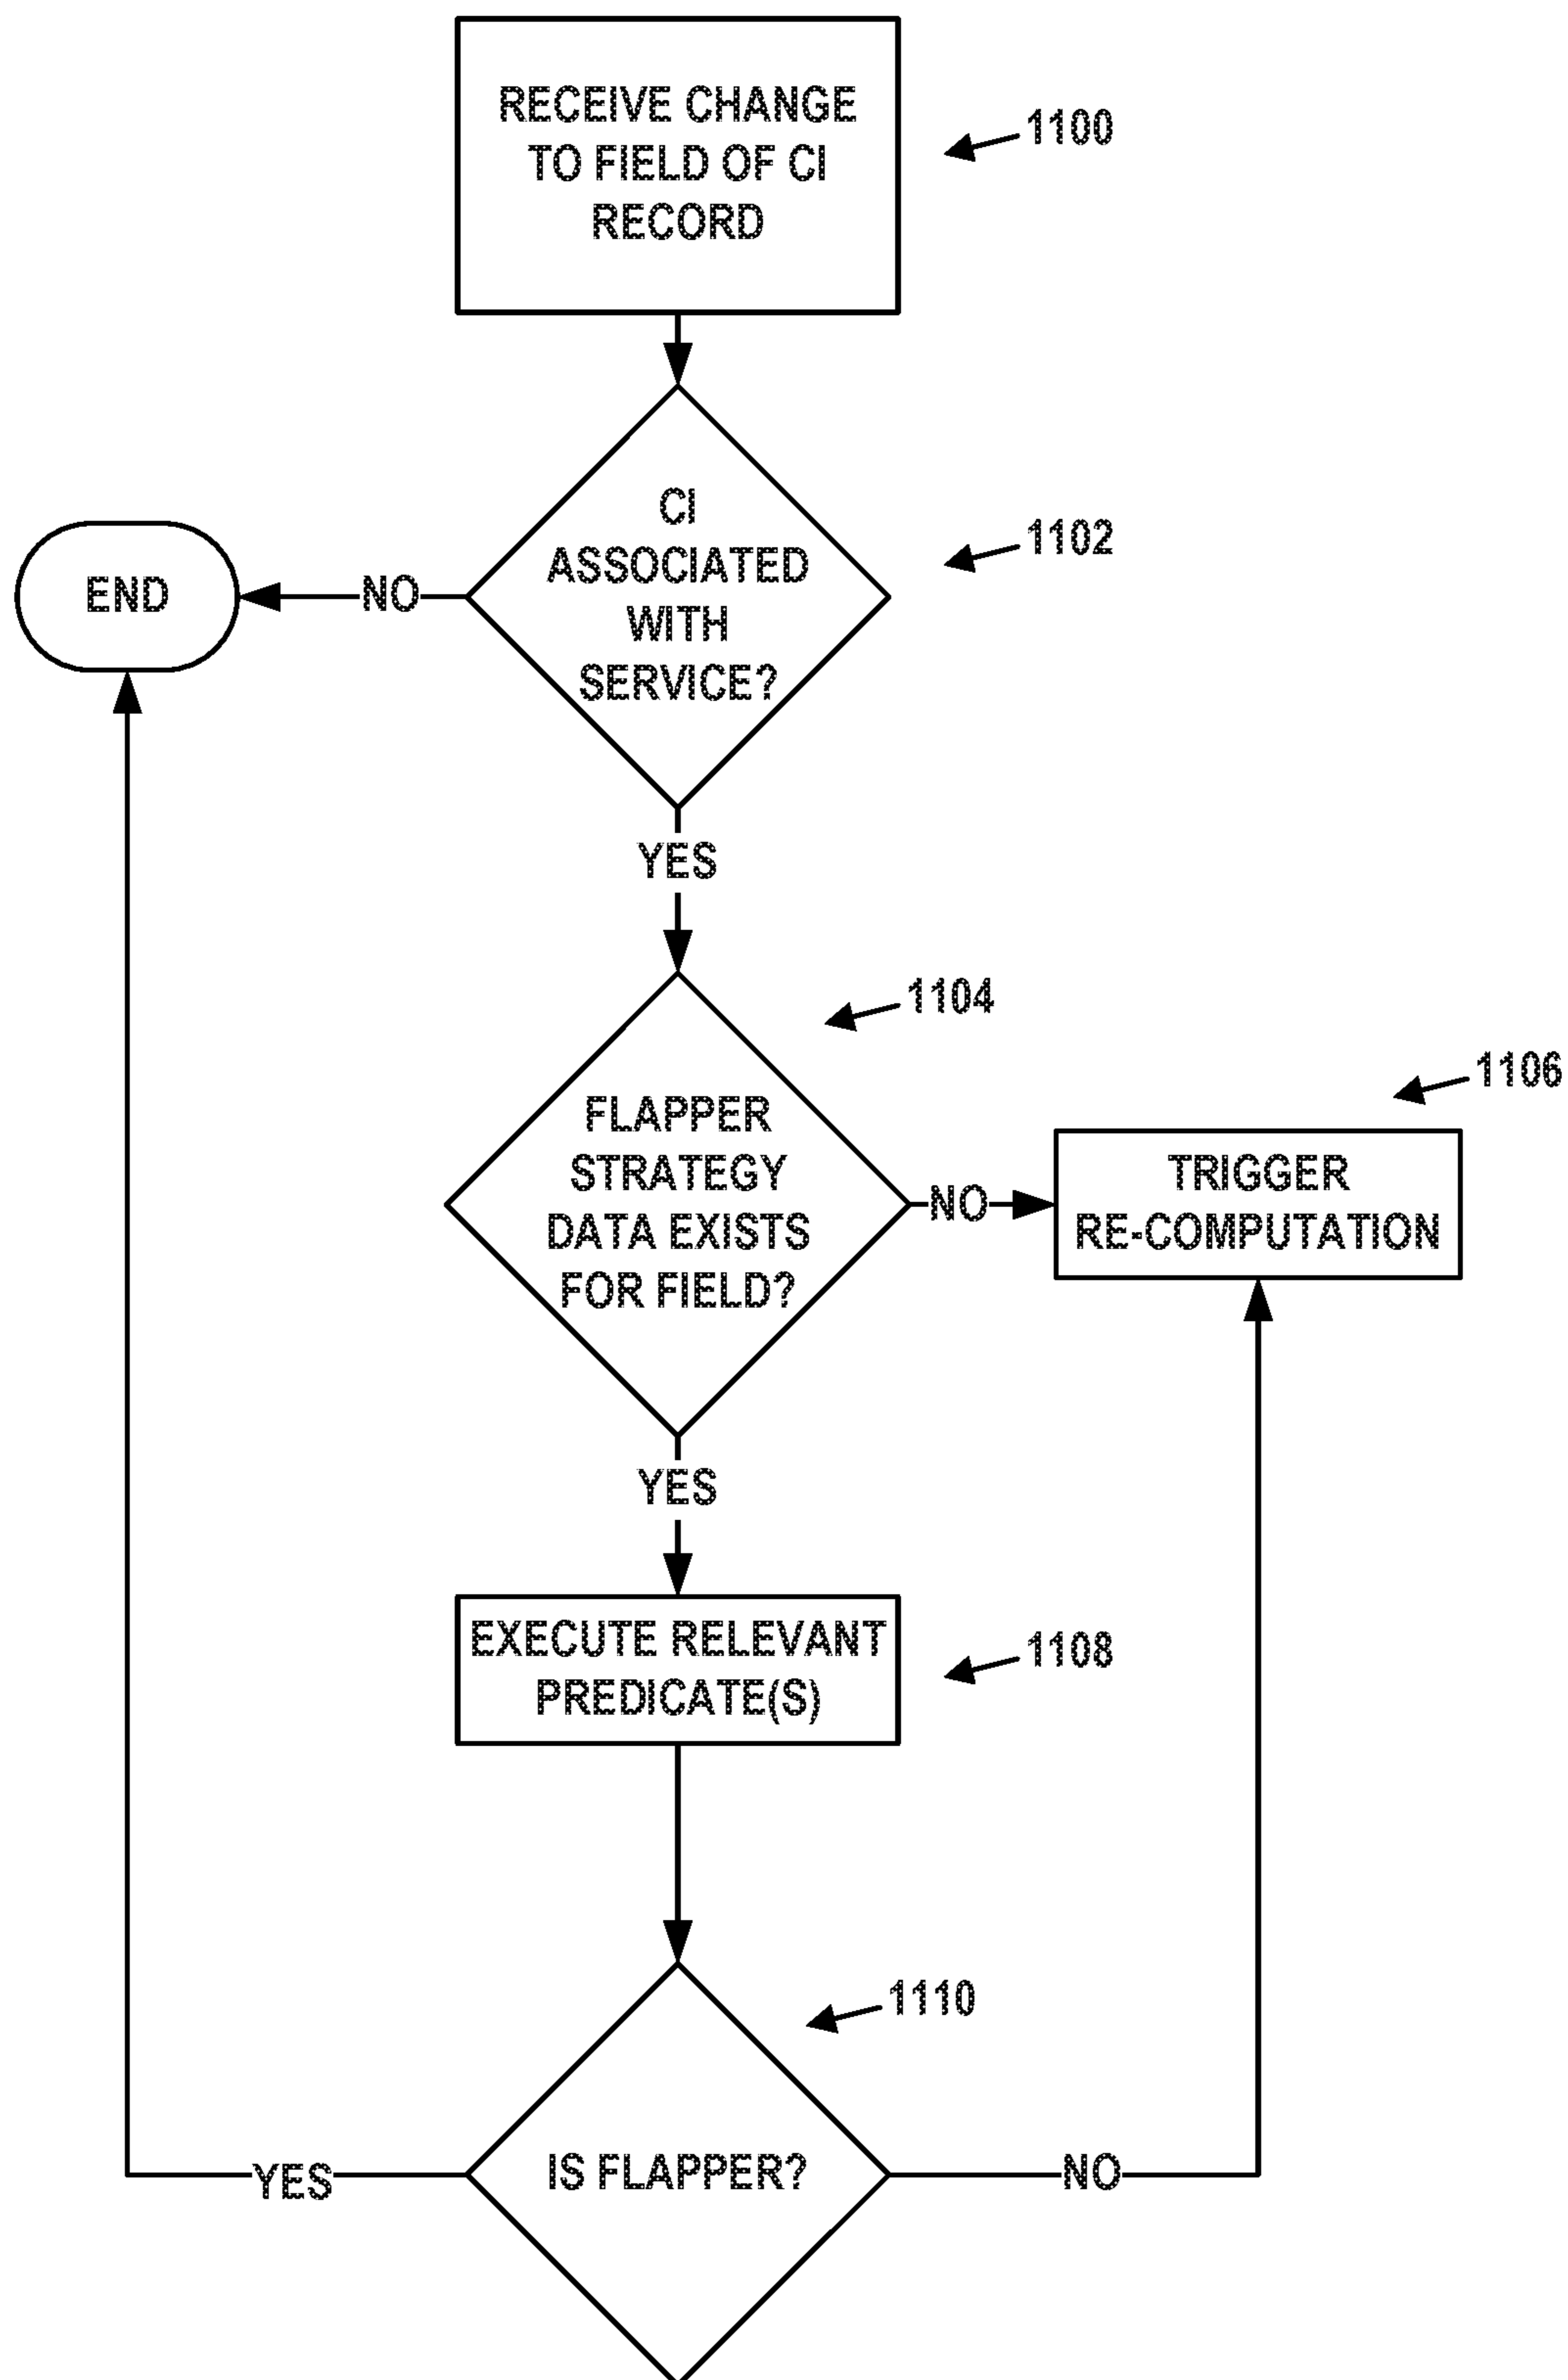 RECEIVE CHANGE
TO FIELD OF CI
RECORD
1100
CI
ASSOCIATED
WITH
SERVICE?
1102
END
NO
YES
1104
FLAPPER
STRATEGY
DATA EXISTS
FOR FIELD?
NO
1106
TRIGGER
RE-COMPUTATION
YES
EXECUTE RELEVANT
PREDICATE(S)
1108
1110
IS FLAPPER?
YES
NO